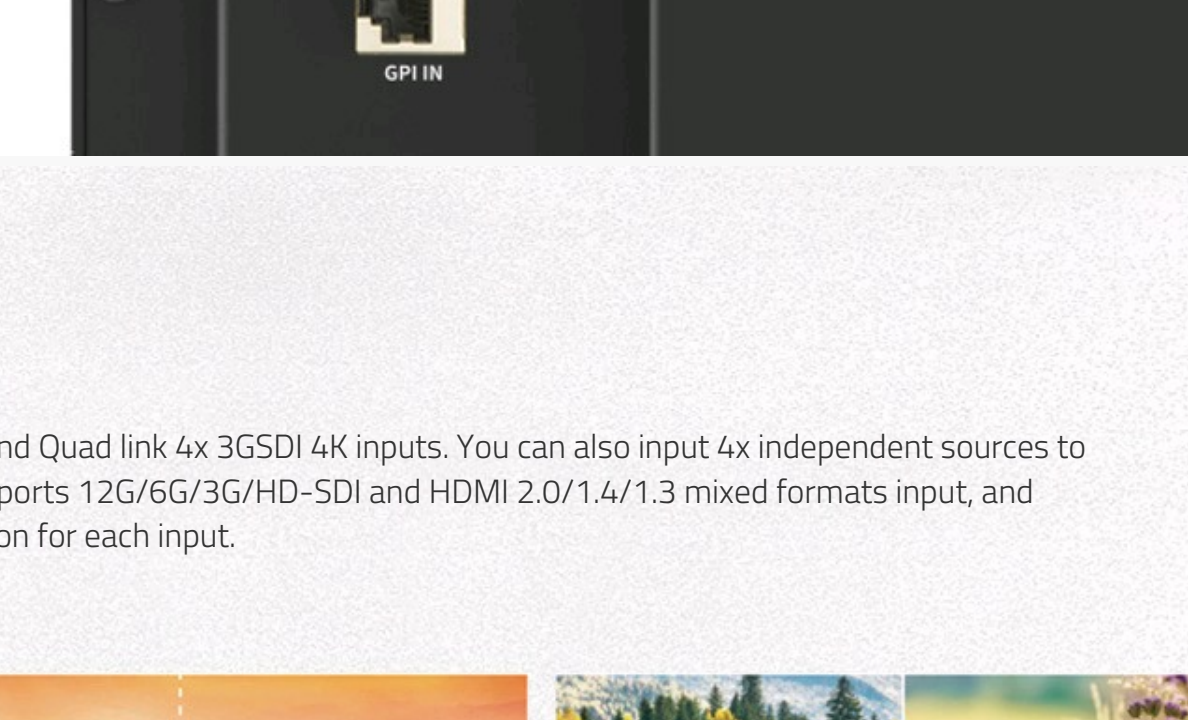 GPI IN
nd Quad link 4x 3GSDI 4K inputs. You can also input 4x independent sources to
ports 12G/6G/3G/HD-SDI and HDMI 2.0/1.4/1.3 mixed formats input, and
on for each input.